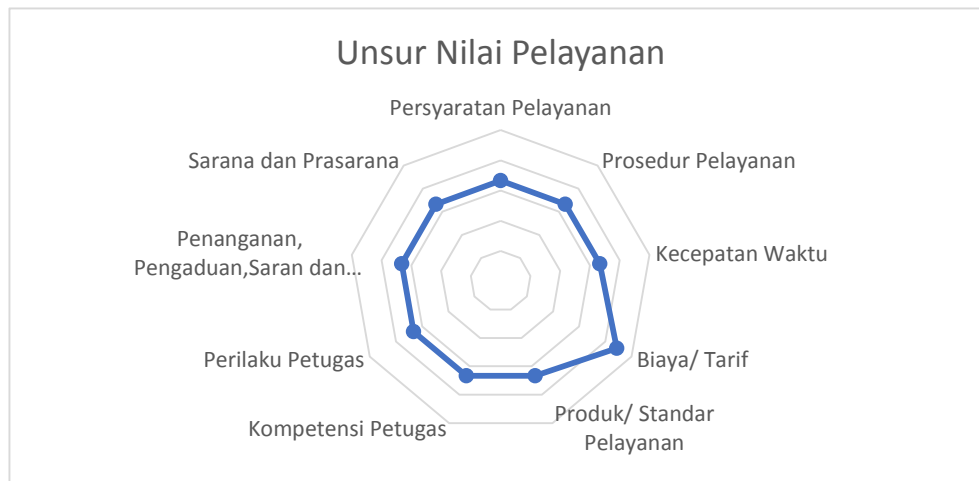 Unsur Nilai Pelayanan
Persyaratan Pelayanan
Prosedur Pelayanan
Kecepatan Waktu
Biaya/ Tarif
Produk/ Standar
Pelayanan
Kompetensi Petugas
Perilaku Petugas
Penanganan,
Pengaduan,Saran dan…
Sarana dan Prasarana